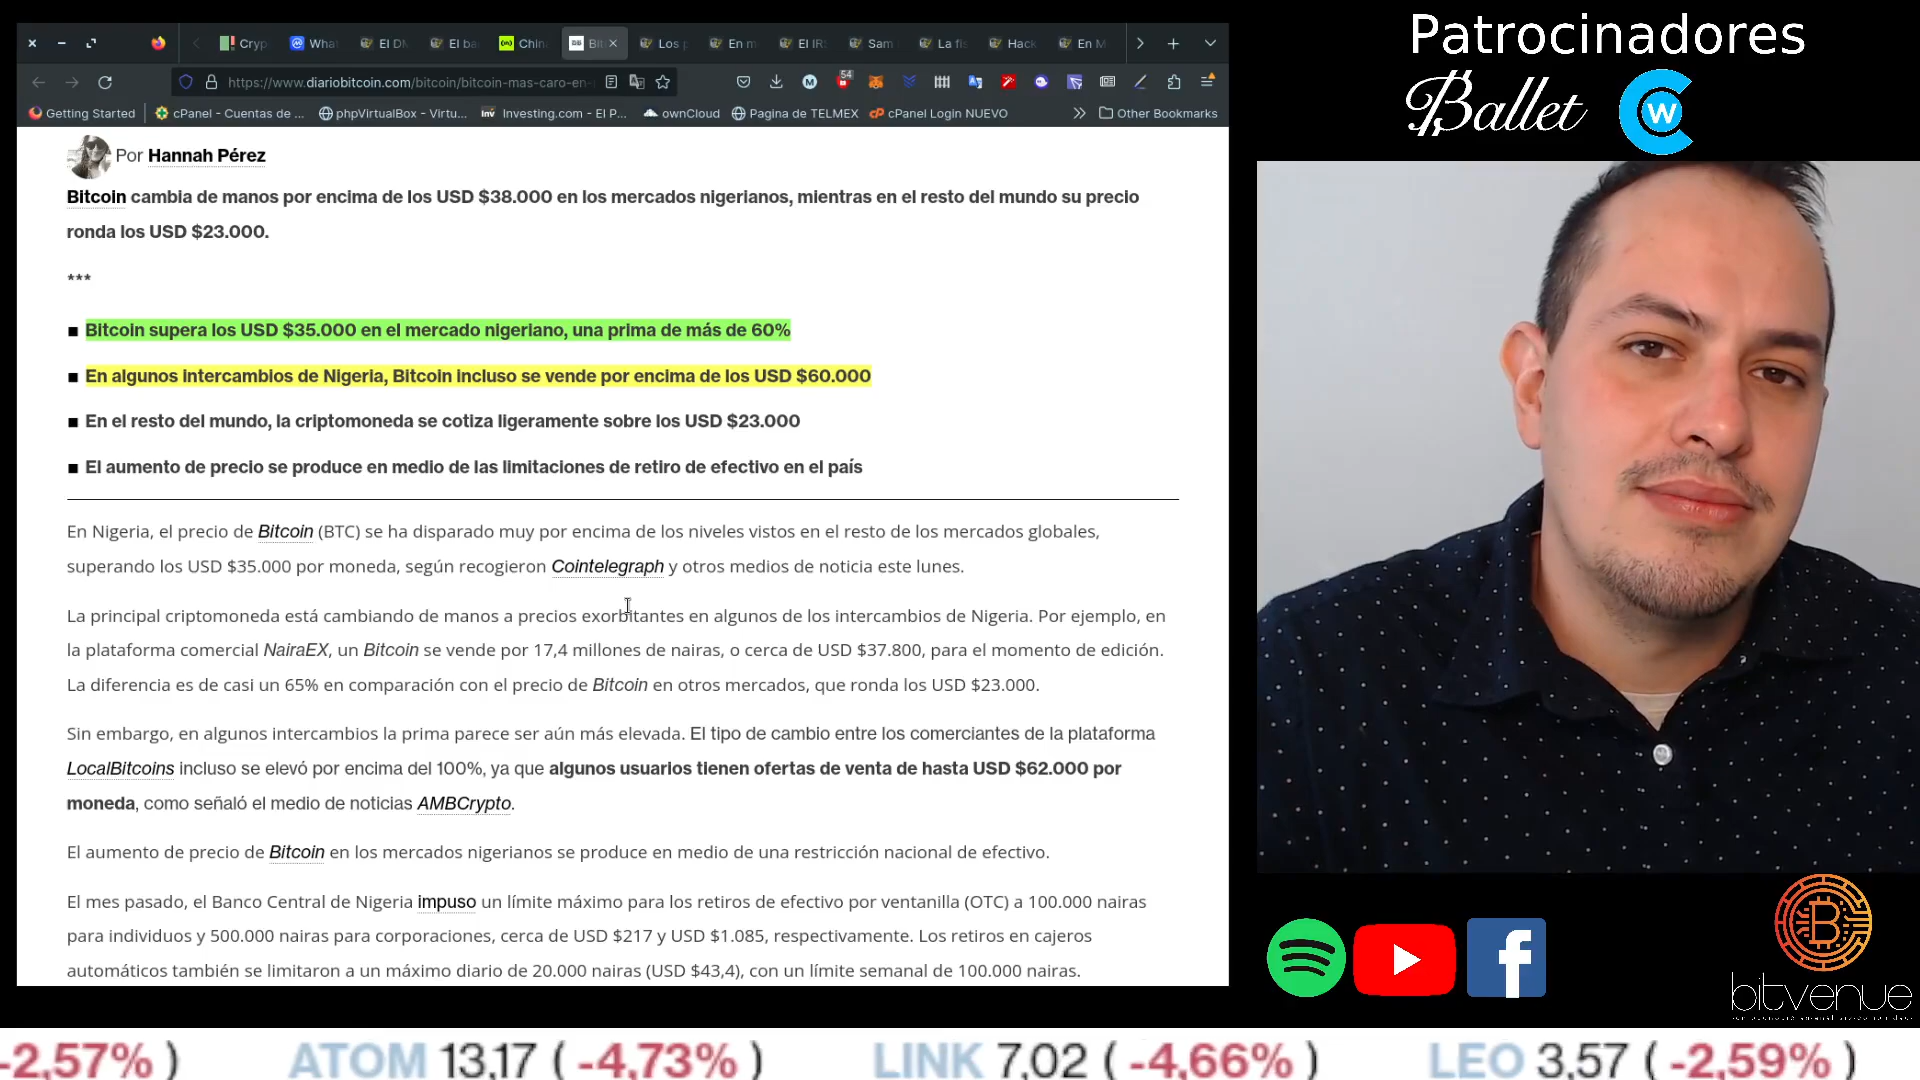 Patrocinadores
Ballet
CW
Cryp
Wha
El D
El ba
Chin
Bi
Los p
En m
El IR
Sam
La fi
Hack
En M
https://www.diariobitcoin.com/bitcoin/bitcoin-mas-caro-en-
54
Getting Started
cPanel - Cuentas de ...
phpVirtualBox - Virtu...
Inv Investing.com - El P...
ownCloud
Pagina de TELMEX
cP cPanel Login NUEVO
Other Bookmarks
Por Hannah Pérez
Bitcoin cambia de manos por encima de los USD $38.000 en los mercados nigerianos, mientras en el resto del mundo su precio
ronda los USD $23.000.
***
■ Bitcoin supera los USD $35.000 en el mercado nigeriano, una prima de más de 60%
■ En algunos intercambios de Nigeria, Bitcoin incluso se vende por encima de los USD $60.000
■ En el resto del mundo, la criptomoneda se cotiza ligeramente sobre los USD $23.000
■ El aumento de precio se produce en medio de las limitaciones de retiro de efectivo en el país
En Nigeria, el precio de Bitcoin (BTC) se ha disparado muy por encima de los niveles vistos en el resto de los mercados globales,
superando los USD $35.000 por moneda, según recogieron Cointelegraph y otros medios de noticia este lunes.
La principal criptomoneda está cambiando de manos a precios exorbitantes en algunos de los intercambios de Nigeria. Por ejemplo, en
la plataforma comercial NairaEX, un Bitcoin se vende por 17,4 millones de nairas, o cerca de USD $37.800, para el momento de edición.
La diferencia es de casi un 65% en comparación con el precio de Bitcoin en otros mercados, que ronda los USD $23.000.
Sin embargo, en algunos intercambios la prima parece ser aún más elevada. El tipo de cambio entre los comerciantes de la plataforma
LocalBitcoins incluso se elevó por encima del 100%, ya que algunos usuarios tienen ofertas de venta de hasta USD $62.000 por
moneda, como señaló el medio de noticias AMBCrypto.
El aumento de precio de Bitcoin en los mercados nigerianos se produce en medio de una restricción nacional de efectivo.
El mes pasado, el Banco Central de Nigeria impuso un límite máximo para los retiros de efectivo por ventanilla (OTC) a 100.000 nairas
para individuos y 500.000 nairas para corporaciones, cerca de USD $217 y USD $1.085, respectivamente. Los retiros en cajeros
automáticos también se limitaron a un máximo diario de 20.000 nairas (USD $43,4), con un límite semanal de 100.000 nairas.
bitvenue
-2,57% ) ATOM 13,17 ( -4,73% ) LINK 7,02 ( -4,66% ) LEO 3,57 ( -2,59% )